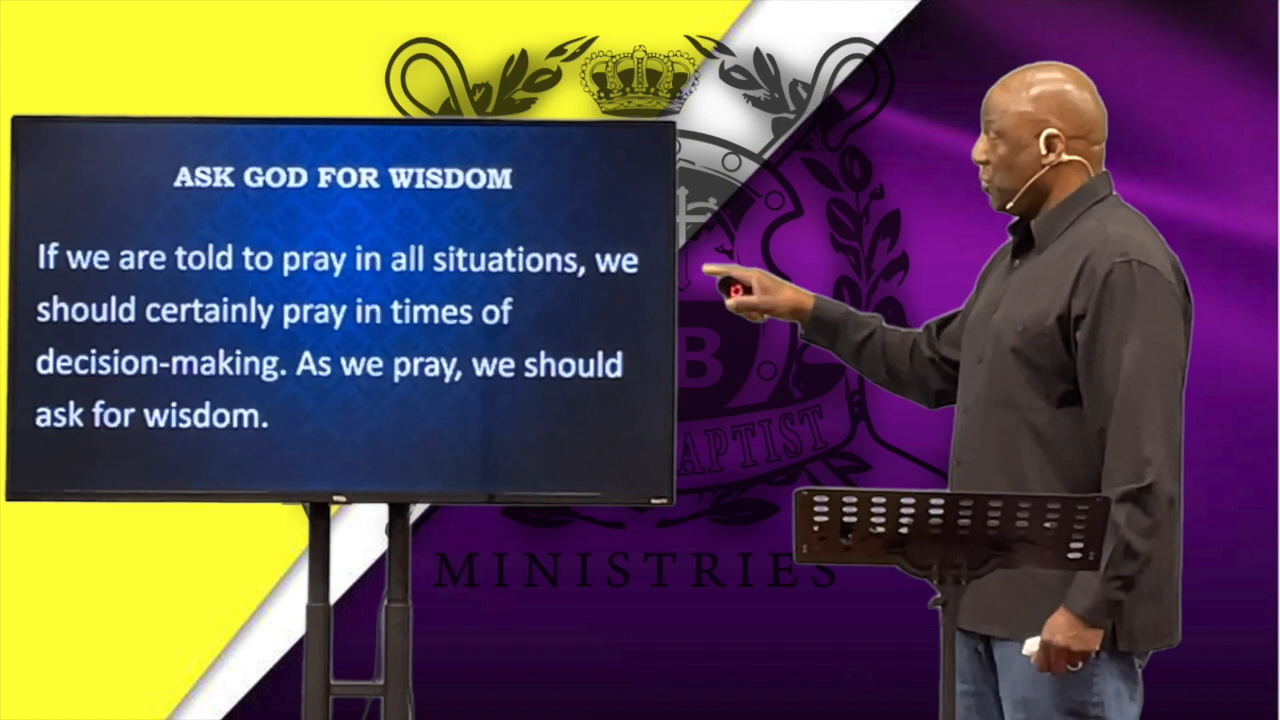 ASK GOD FOR WISDOM
If we are told to pray in all situations, we
should certainly pray in times of
decision-making. As we pray, we should
ask for wisdom.
B
MINISTRIES